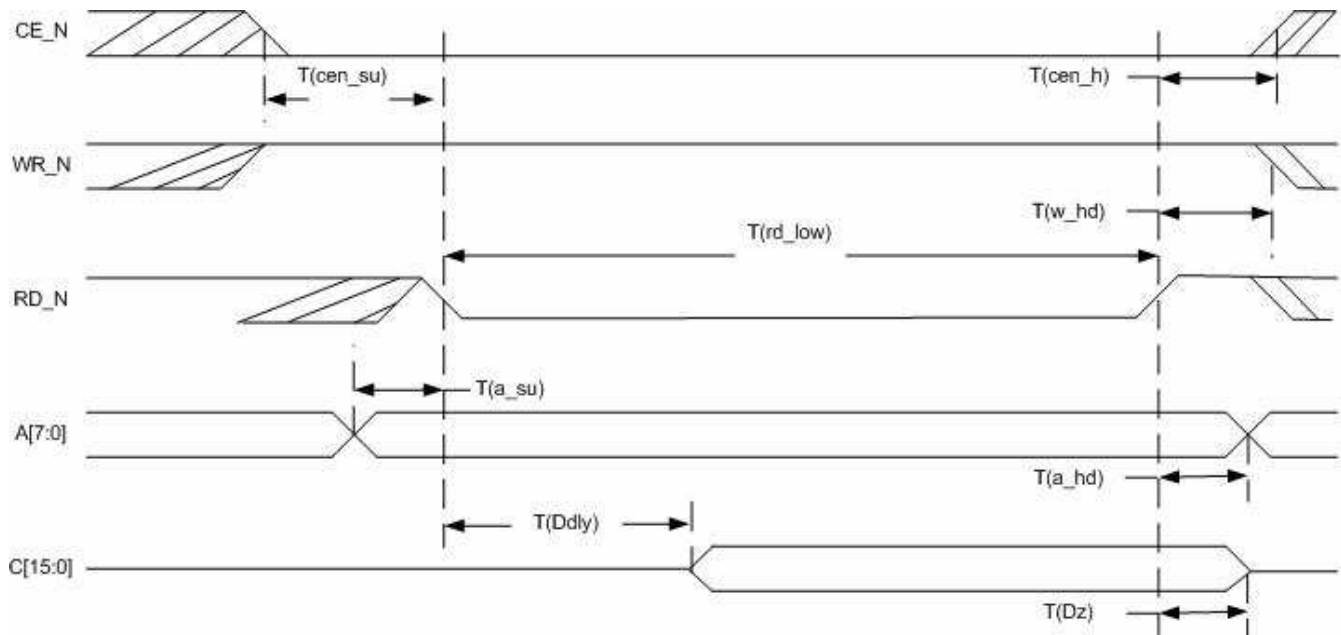 CE_N
T(cen_su)
T(cen_h)
WR_N
T(w_hd)
T(rd_low)
RD_N
T(a_su)
A[7:0]
T(a_hd)
T(Ddly)
C[15:0]
T(Dz)